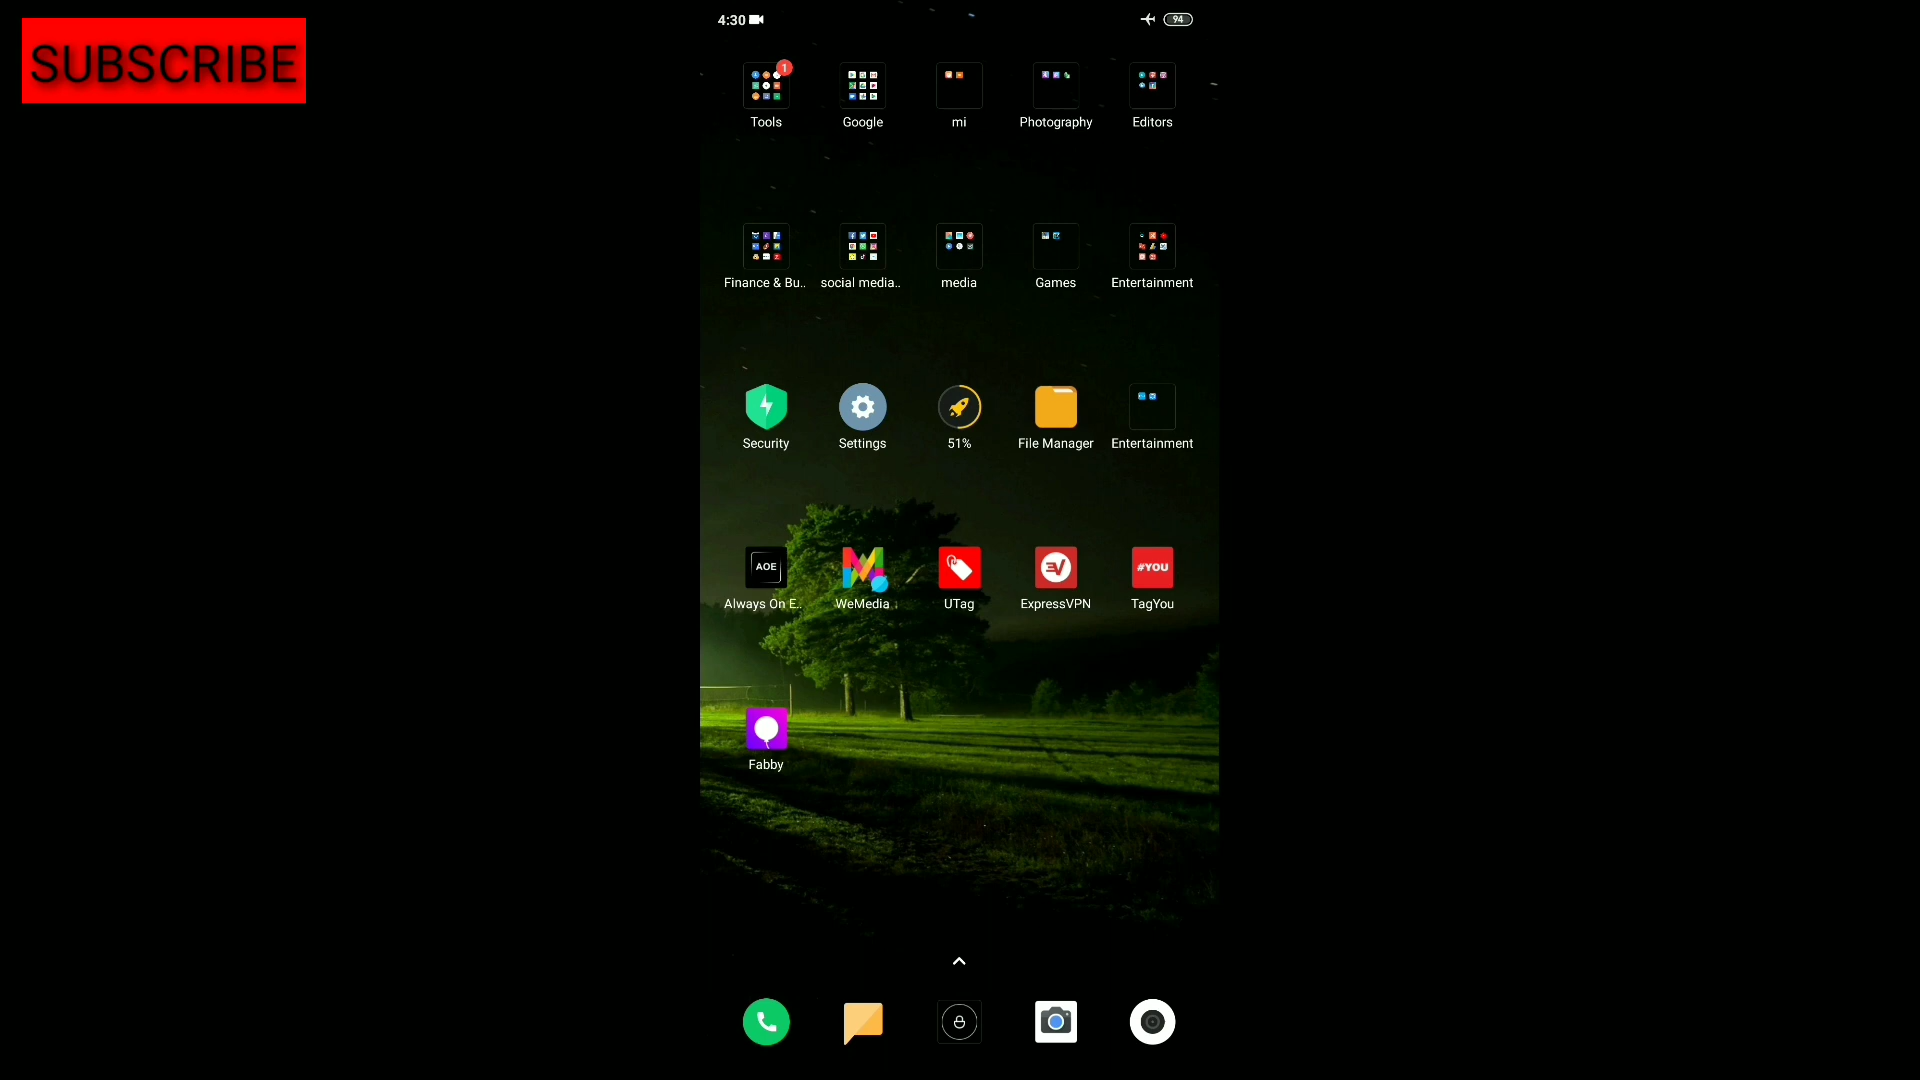 SUBSCRIBE
4:30
94
1
Tools
Google
mi
Photography
Editors
Finance & Bu..
social media..
media
Games
Entertainment
Security
Settings
51%
File Manager
Entertainment
AOE
#YOU
Always On E..
WeMedia
UTag
ExpressVPN
TagYou
Fabby